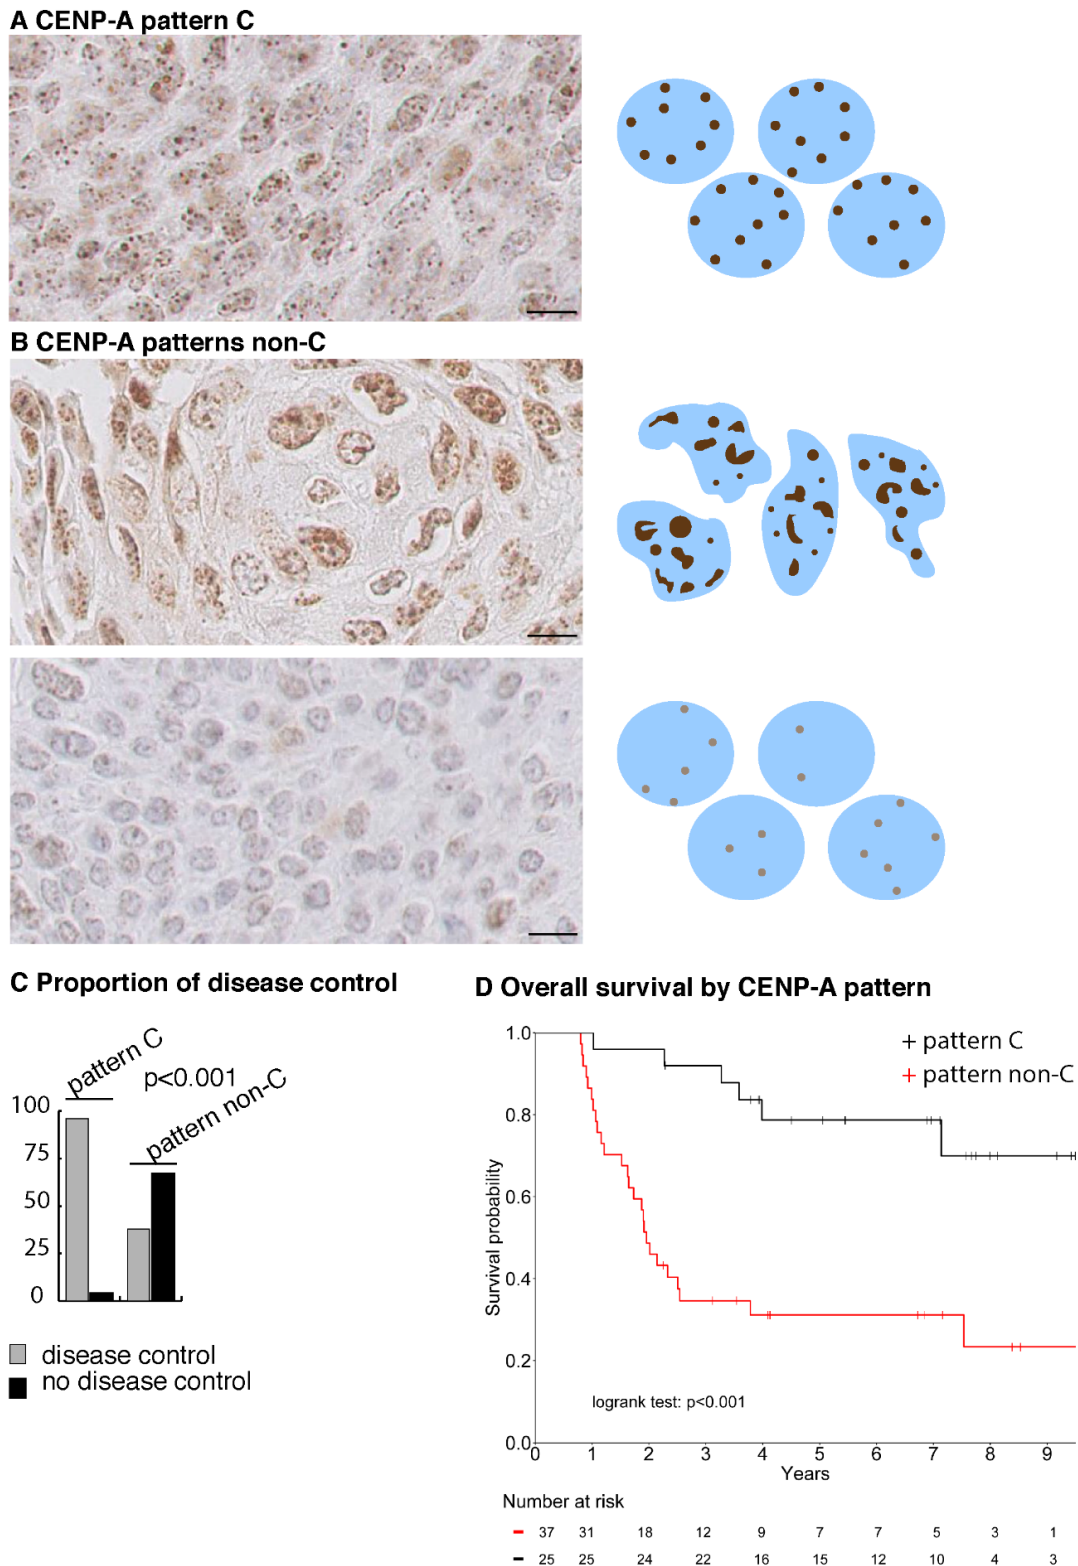 A CENP-A pattern C
B CENP-A patterns non-C
C Proportion of disease control
pattern C
p<0.001
pattern non-C
100
75
50
25
0
disease control
no disease control
D Overall survival by CENP-A pattern
pattern C
pattern non-C
1.0
0.8
0.6
0.4
0.2
0.0
Survival probability
logrank test: p<0.001
0 1 2 3 4 5 6 7 8 9
Years
Number at risk
37 31 18 12 9 7 7 5 3 1
25 25 24 22 16 15 12 10 4 3